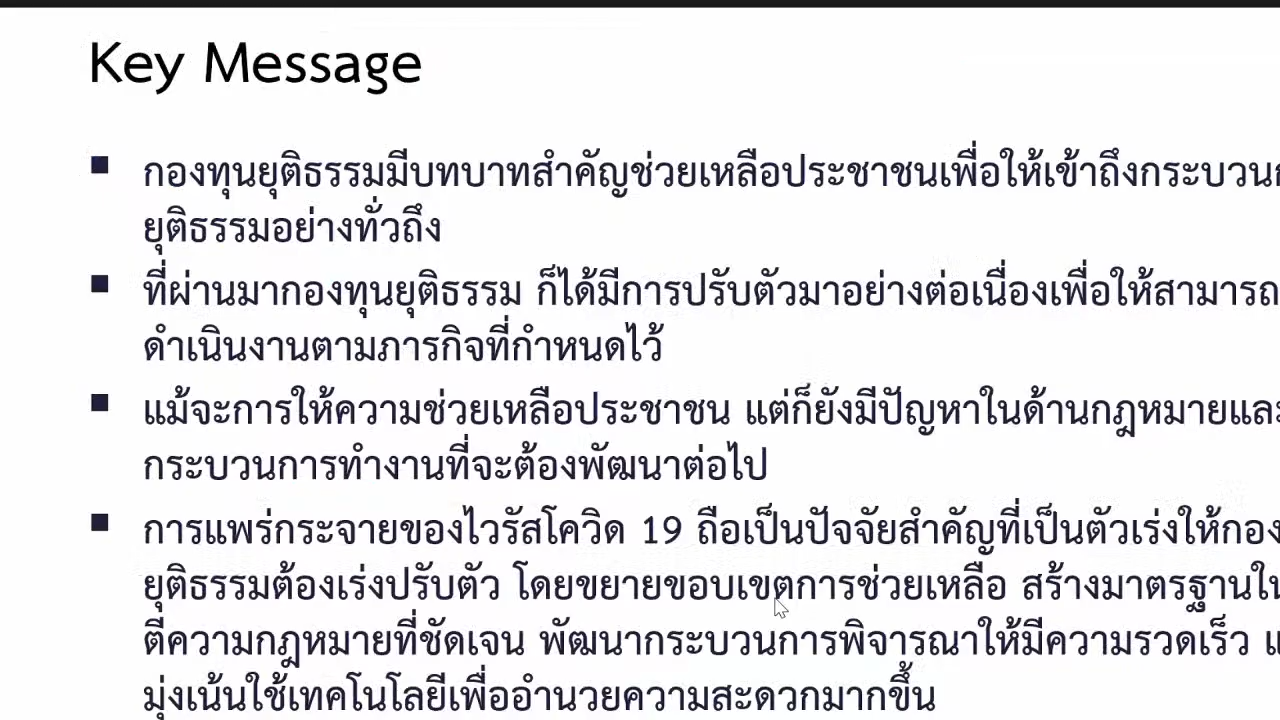 Key Message
▪ กองทุนยุติธรรมมีบทบาทสำคัญช่วยเหลือประชาชนเพื่อให้เข้าถึงกระบวน
ยุติธรรมอย่างทั่วถึง
▪ ที่ผ่านมากองทุนยุติธรรม ก็ได้มีการปรับตัวมาอย่างต่อเนื่องเพื่อให้สามารถ
ดำเนินงานตามภารกิจที่กำหนดไว้
▪ แม้จะการให้ความช่วยเหลือประชาชน แต่ก็ยังมีปัญหาในด้านกฎหมายและ
กระบวนการทำงานที่จะต้องพัฒนาต่อไป
▪ การแพร่กระจายของไวรัสโควิด 19 ถือเป็นปัจจัยสำคัญที่เป็นตัวเร่งให้กอง
ยุติธรรมต้องเร่งปรับตัว โดยขยายขอบเขตการช่วยเหลือ สร้างมาตรฐานใน
ตีความกฎหมายที่ชัดเจน พัฒนากระบวนการพิจารณาให้มีความรวดเร็ว
มุ่งเน้นใช้เทคโนโลยีเพื่ออำนวยความสะดวกมากขึ้น